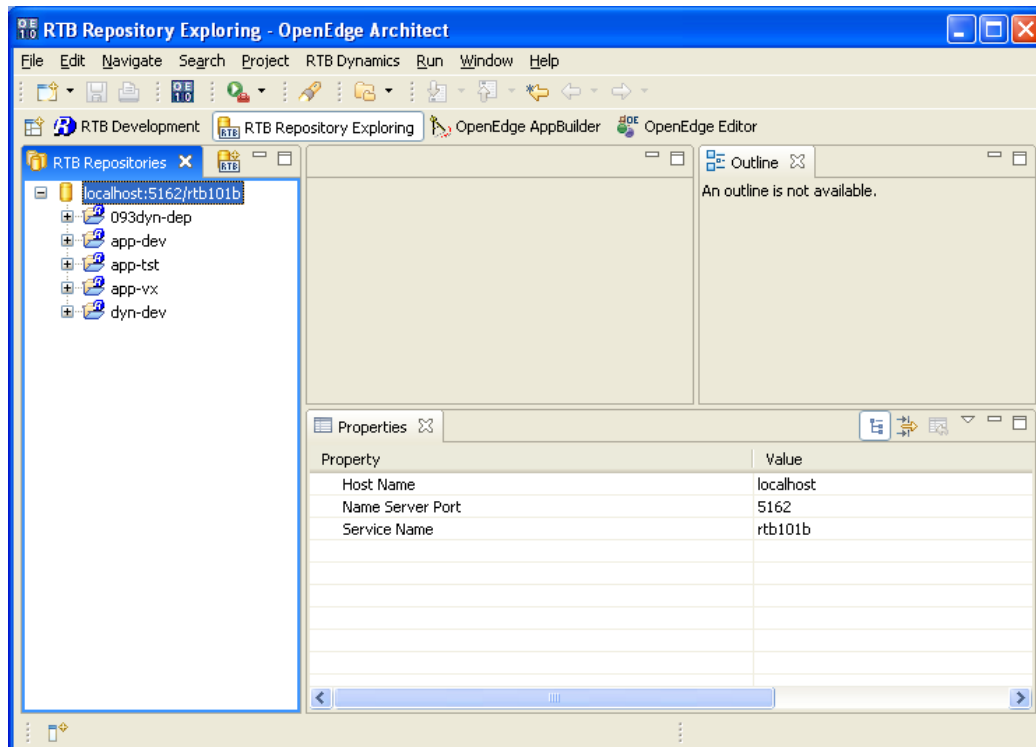 RTB Repository Exploring - OpenEdge Architect
File Edit Navigate Search Project RTB Dynamics Run Window Help
RTB Development RTB Repository Exploring OpenEdge AppBuilder OpenEdge Editor
RTB Repositories
Outline
localhost:5162/rtb101b
An outline is not available.
093dyn-dep
app-dev
app-tst
app-vx
dyn-dev
Properties
Property Value
Host Name localhost
Name Server Port 5162
Service Name rtb101b